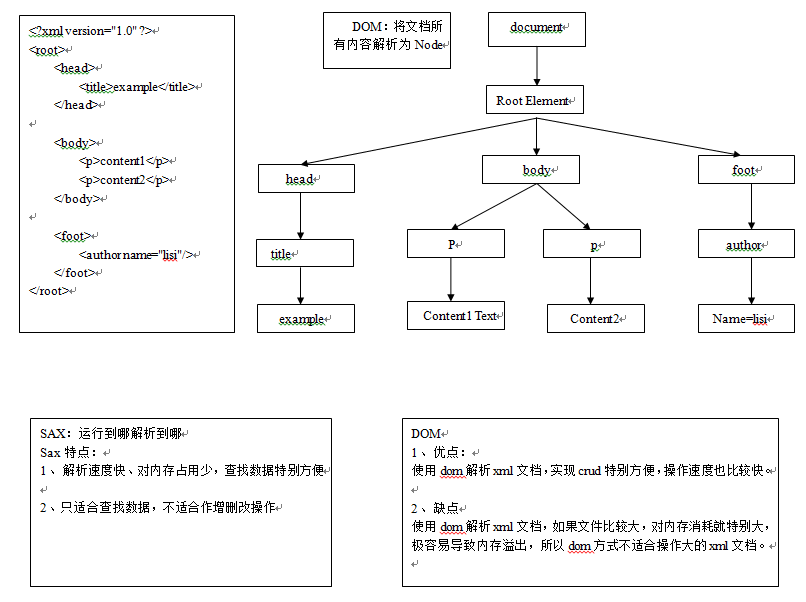 <?xml version="1.0" ?>
<root>
<head>
<title>example</title>
</head>
<body>
<p>content1</p>
<p>content2</p>
</body>
<foot>
<author name="lisi"/>
</foot>
</root>
DOM：将文档所
有内容解析为 Node
document
Root Element
head
body
foot
title
P
p
author
example
Content1 Text
Content2
Name=lisi
SAX：运行到哪解析到哪
Sax 特点：
1、解析速度快、对内存占用少，查找数据特别方便
2、只适合查找数据，不适合作增删改操作
DOM
1、优点：
使用 dom 解析 xml 文档，实现 crud 特别方便，操作速度也比较快。
2、缺点
使用 dom 解析 xml 文档，如果文件比较大，对内存消耗就特别大，
极容易导致内存溢出，所以 dom 方式不适合操作大的 xml 文档。